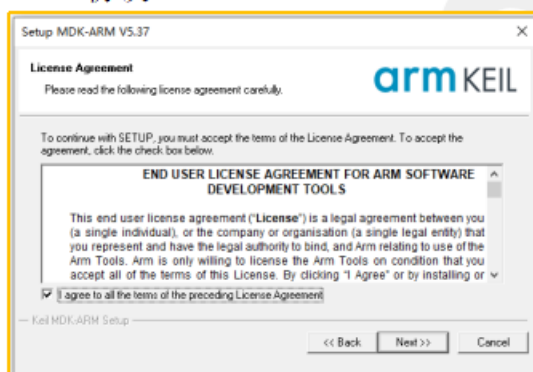 Setup MDK-ARM V5.37
License Agreement
Please read the following license agreement carefully.
arm KEIL
To continue with SETUP, you must accept the terms of the License Agreement. To accept the
agreement, click the check box below.
END USER LICENSE AGREEMENT FOR ARM SOFTWARE
DEVELOPMENT TOOLS
This end user license agreement ("License") is a legal agreement between you
(a single individual), or the company or organisation (a single legal entity) that
you represent and have the legal authority to bind, and Arm relating to use of the
Arm Tools. Arm is only willing to license the Arm Tools on condition that you
accept all of the terms of this License. By clicking "I Agree" or by installing or
I agree to all the terms of the preceding License Agreement
Keil MDK-ARM Setup
<< Back Next >> Cancel